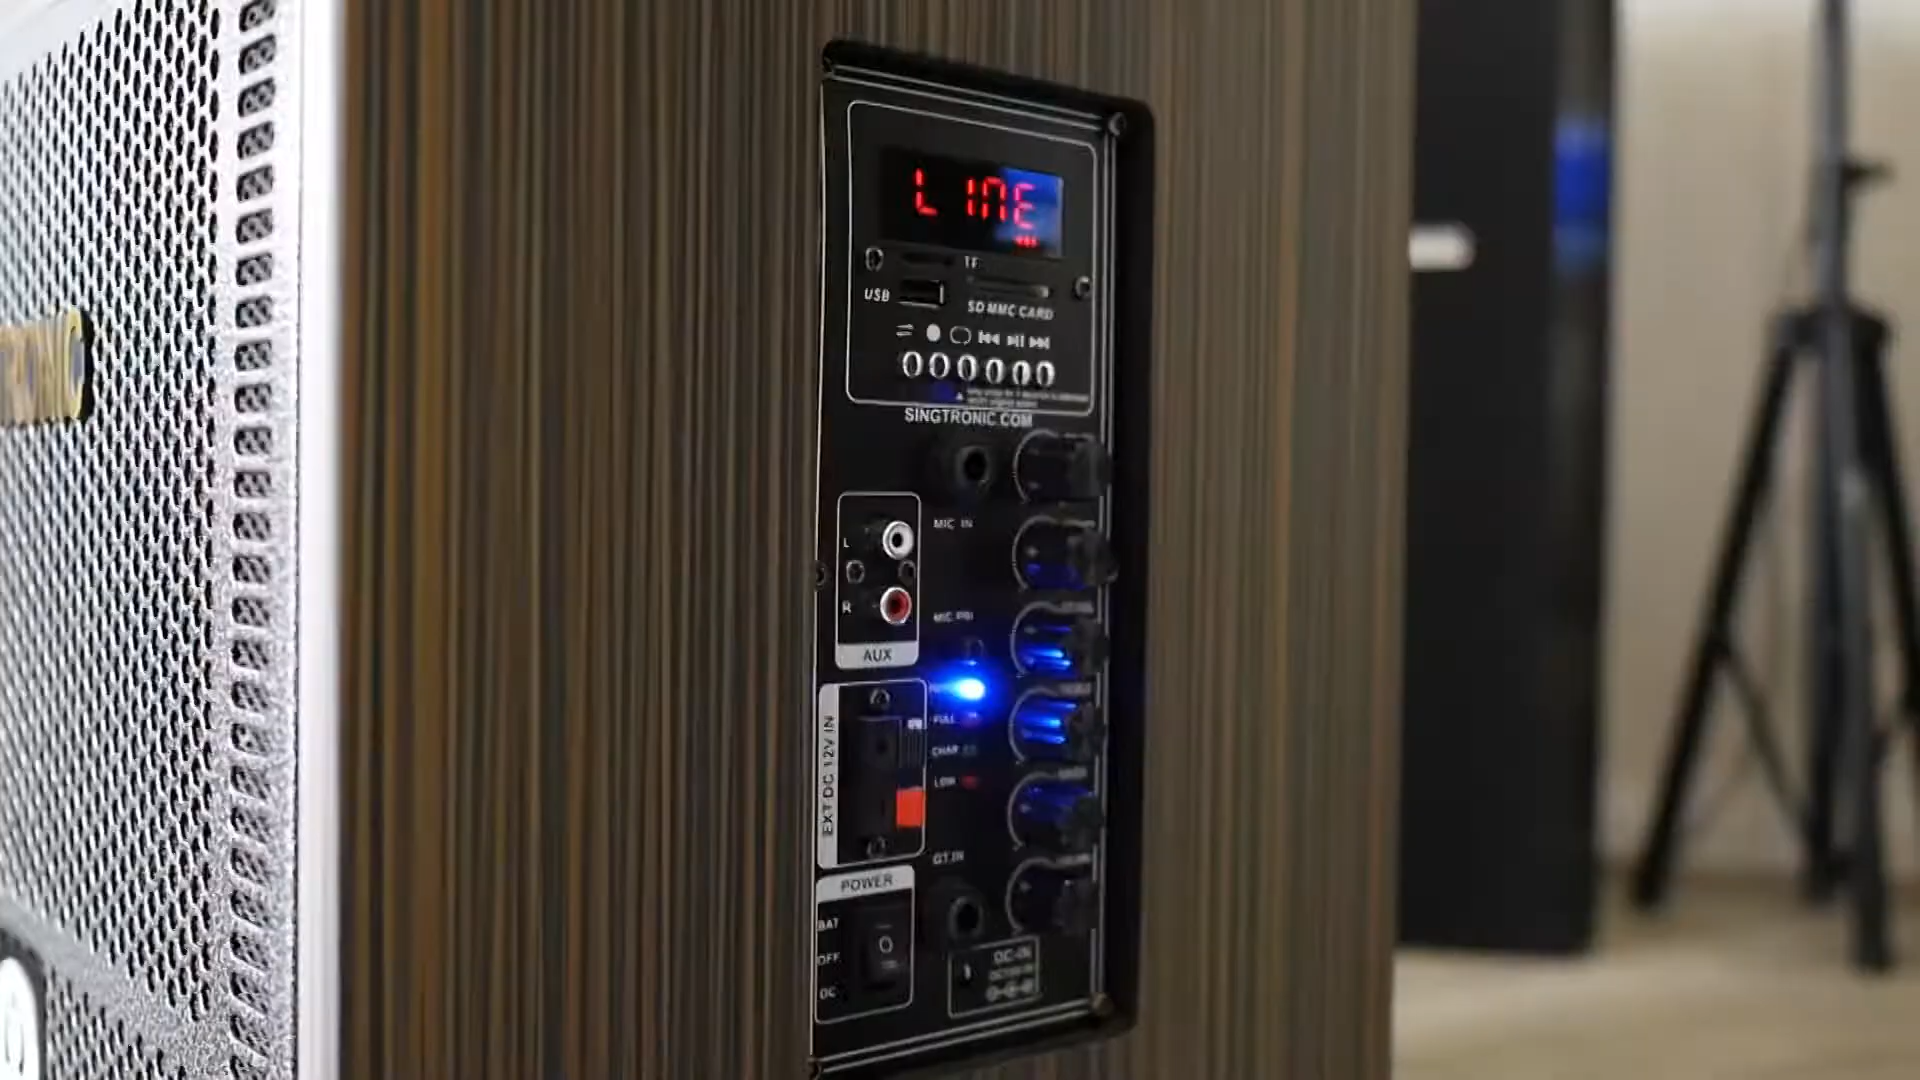 TRONIC
LINE
TF
USB
SD MMC CARD
SINGTRONIC.COM
MIC IN
L
R
MIC PRI
AUX
EXT DC 12V IN
FULL
CHAR
LOW
GT.IN
POWER
BAT
OFF
DC
DC-IN